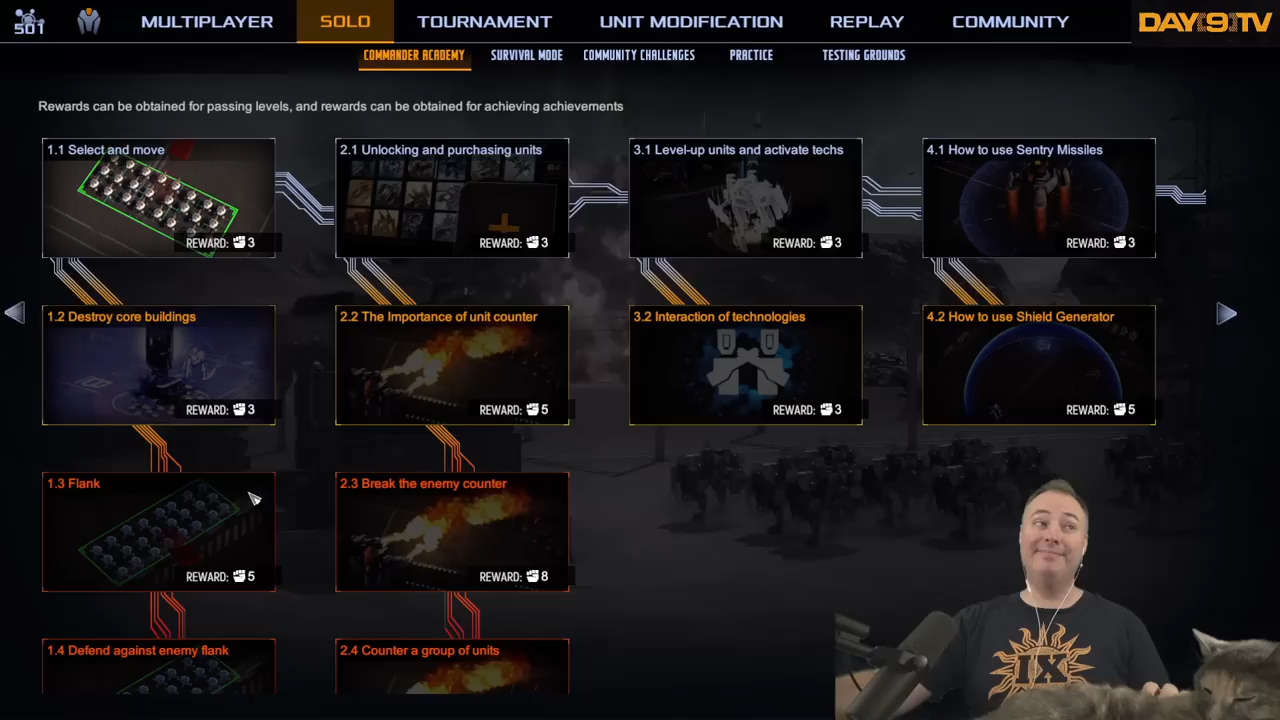 501
MULTIPLAYER
SOLO
TOURNAMENT
UNIT MODIFICATION
REPLAY
COMMUNITY
DAY[9]TV
COMMANDER ACADEMY
SURVIVAL MODE
COMMUNITY CHALLENGES
PRACTICE
TESTING GROUNDS
Rewards can be obtained for passing levels, and rewards can be obtained for achieving achievements
1.1 Select and move
REWARD: 3
2.1 Unlocking and purchasing units
REWARD: 3
3.1 Level-up units and activate techs
REWARD: 3
4.1 How to use Sentry Missiles
REWARD: 3
1.2 Destroy core buildings
REWARD: 3
2.2 The Importance of unit counter
REWARD: 5
3.2 Interaction of technologies
REWARD: 3
4.2 How to use Shield Generator
REWARD: 5
1.3 Flank
REWARD: 5
2.3 Break the enemy counter
REWARD: 8
1.4 Defend against enemy flank
2.4 Counter a group of units
IX